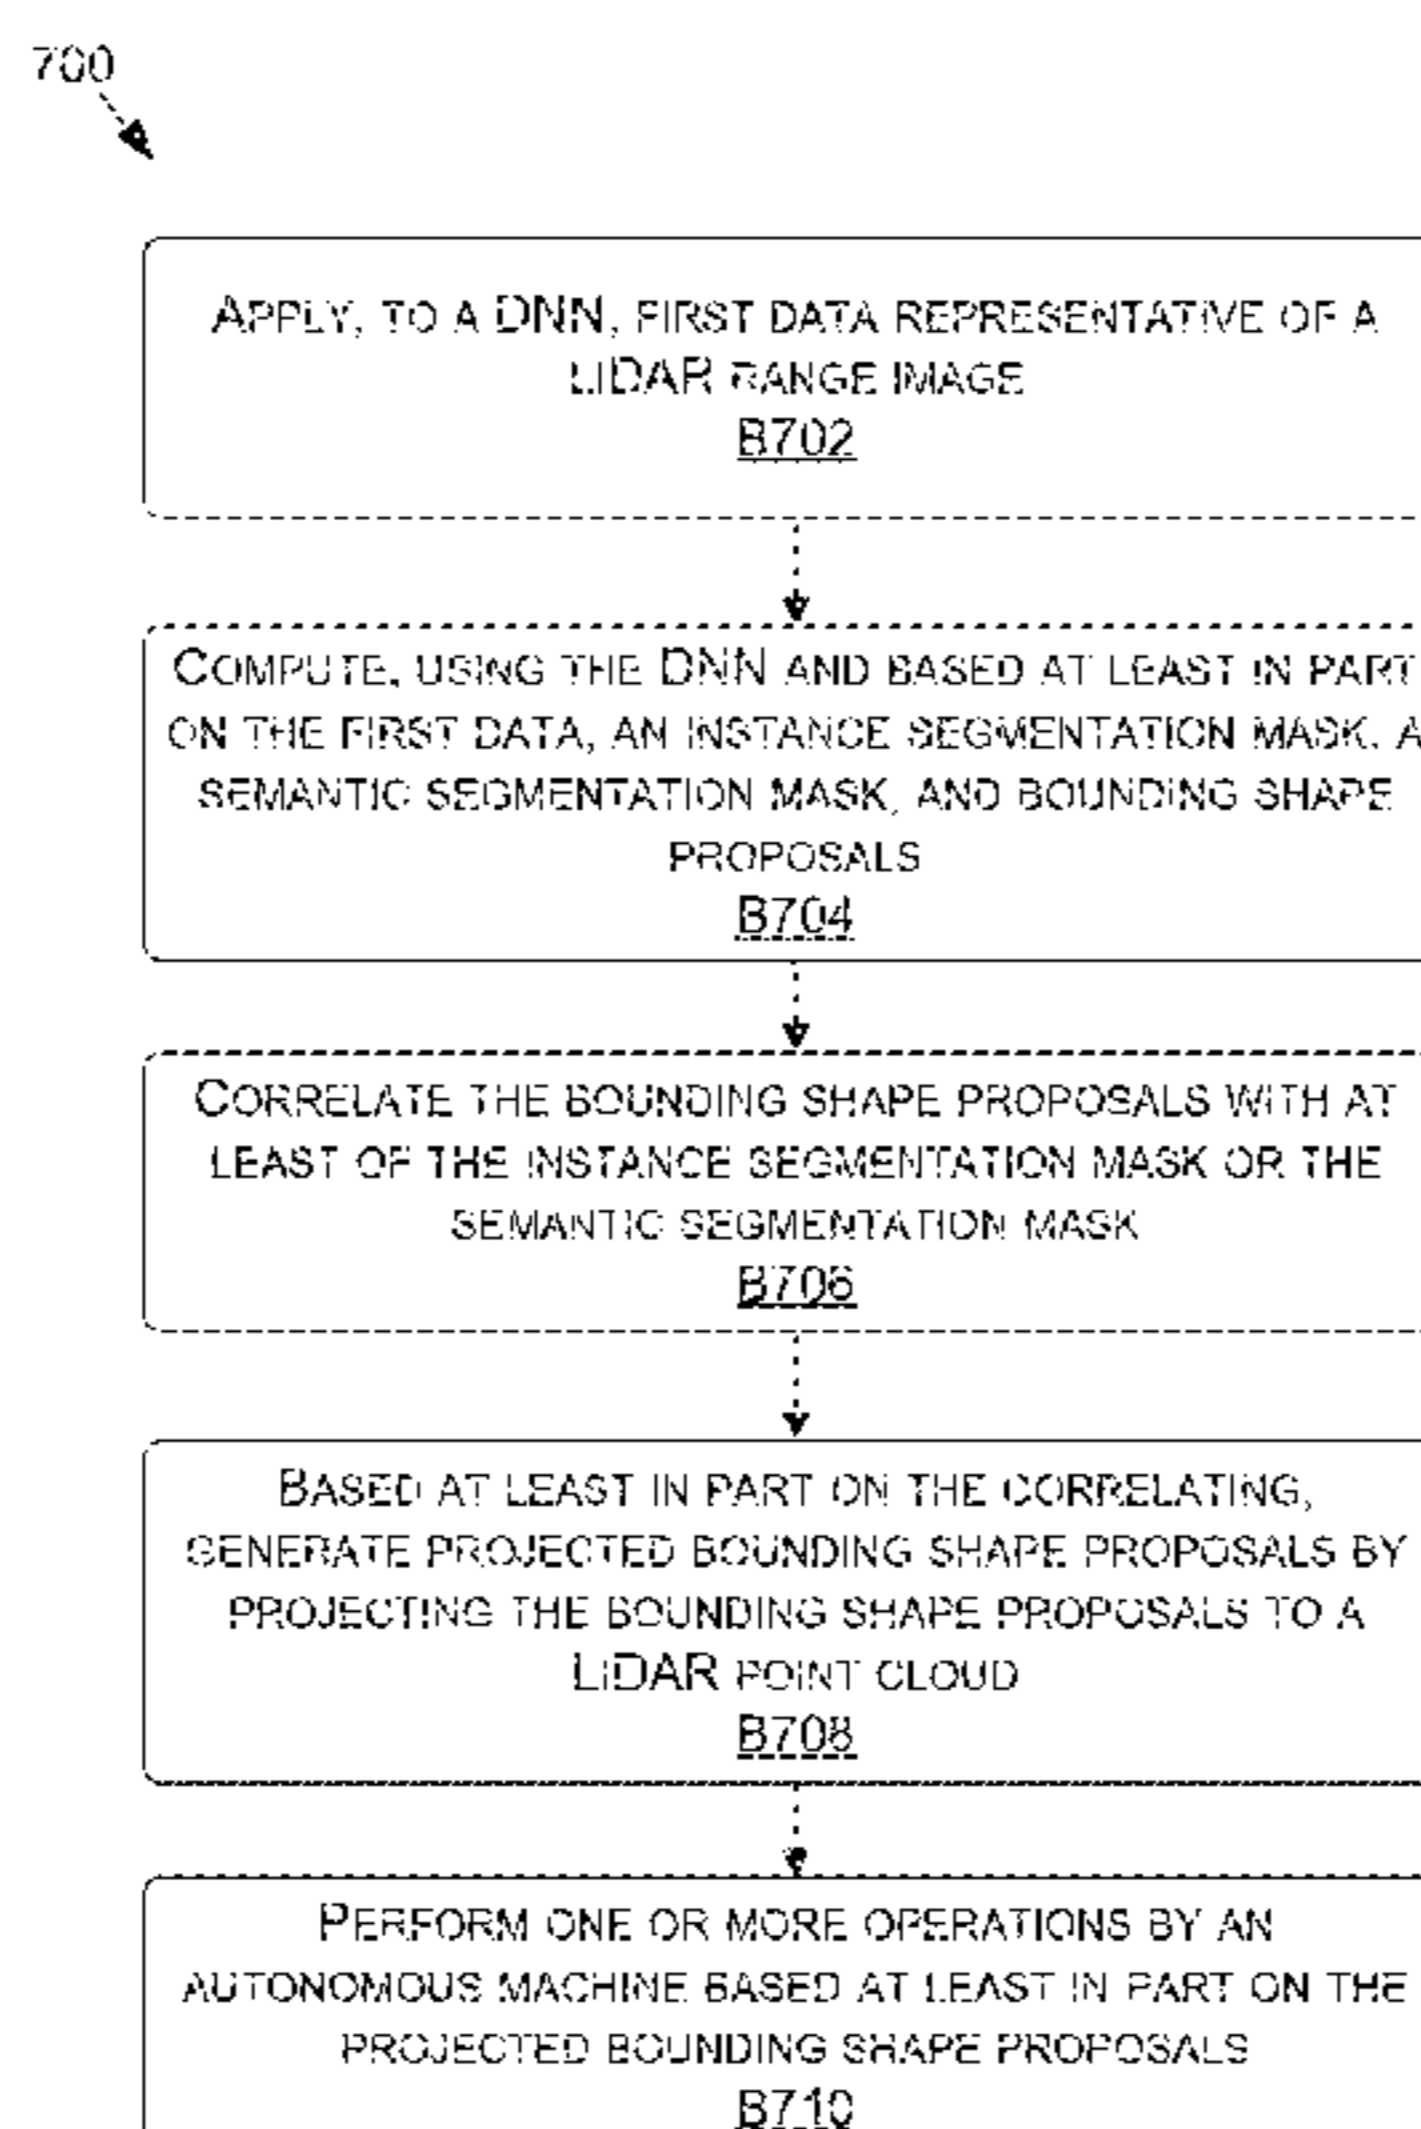 700
APPLY, TO A DNN, FIRST DATA REPRESENTATIVE OF A
LIDAR RANGE IMAGE
B702
COMPUTE, USING THE DNN AND BASED AT LEAST IN PART
ON THE FIRST DATA, AN INSTANCE SEGMENTATION MASK, A
SEMANTIC SEGMENTATION MASK, AND BOUNDING SHAPE
PROPOSALS
B704
CORRELATE THE BOUNDING SHAPE PROPOSALS WITH AT
LEAST OF THE INSTANCE SEGMENTATION MASK OR THE
SEMANTIC SEGMENTATION MASK
B706
BASED AT LEAST IN PART ON THE CORRELATING,
GENERATE PROJECTED BOUNDING SHAPE PROPOSALS BY
PROJECTING THE BOUNDING SHAPE PROPOSALS TO A
LiDAR POINT CLOUD
B708
PERFORM ONE OR MORE OPERATIONS BY AN
AUTONOMOUS MACHINE BASED AT LEAST IN PART ON THE
PROJECTED BOUNDING SHAPE PROPOSALS
B710